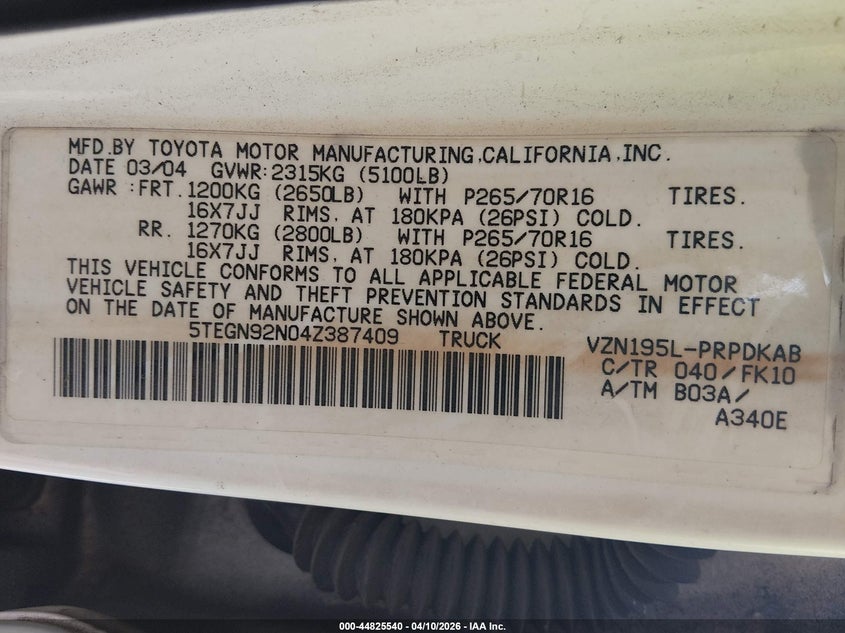 MFD.BY TOYOTA MOTOR MANUFACTURING,CALIFORNIA,INC.
DATE 03/04 GVWR:2315KG (5100LB)
GAWR :FRT.1200KG (2650LB) WITH P265/70R16 TIRES.
16X7JJ RIMS, AT 180KPA (26PSI) COLD.
RR. 1270KG (2800LB) WITH P265/70R16 TIRES.
16X7JJ RIMS, AT 180KPA (26PSI) COLD.
THIS VEHICLE CONFORMS TO ALL APPLICABLE FEDERAL MOTOR
VEHICLE SAFETY AND THEFT PREVENTION STANDARDS IN EFFECT
ON THE DATE OF MANUFACTURE SHOWN ABOVE.
5TEGN92N04Z387409 TRUCK VZN195L-PRPDKAB
C/TR 040/FK10
A/TM B03A/
A340E
000-44825540 - 04/10/2026 - IAA Inc.